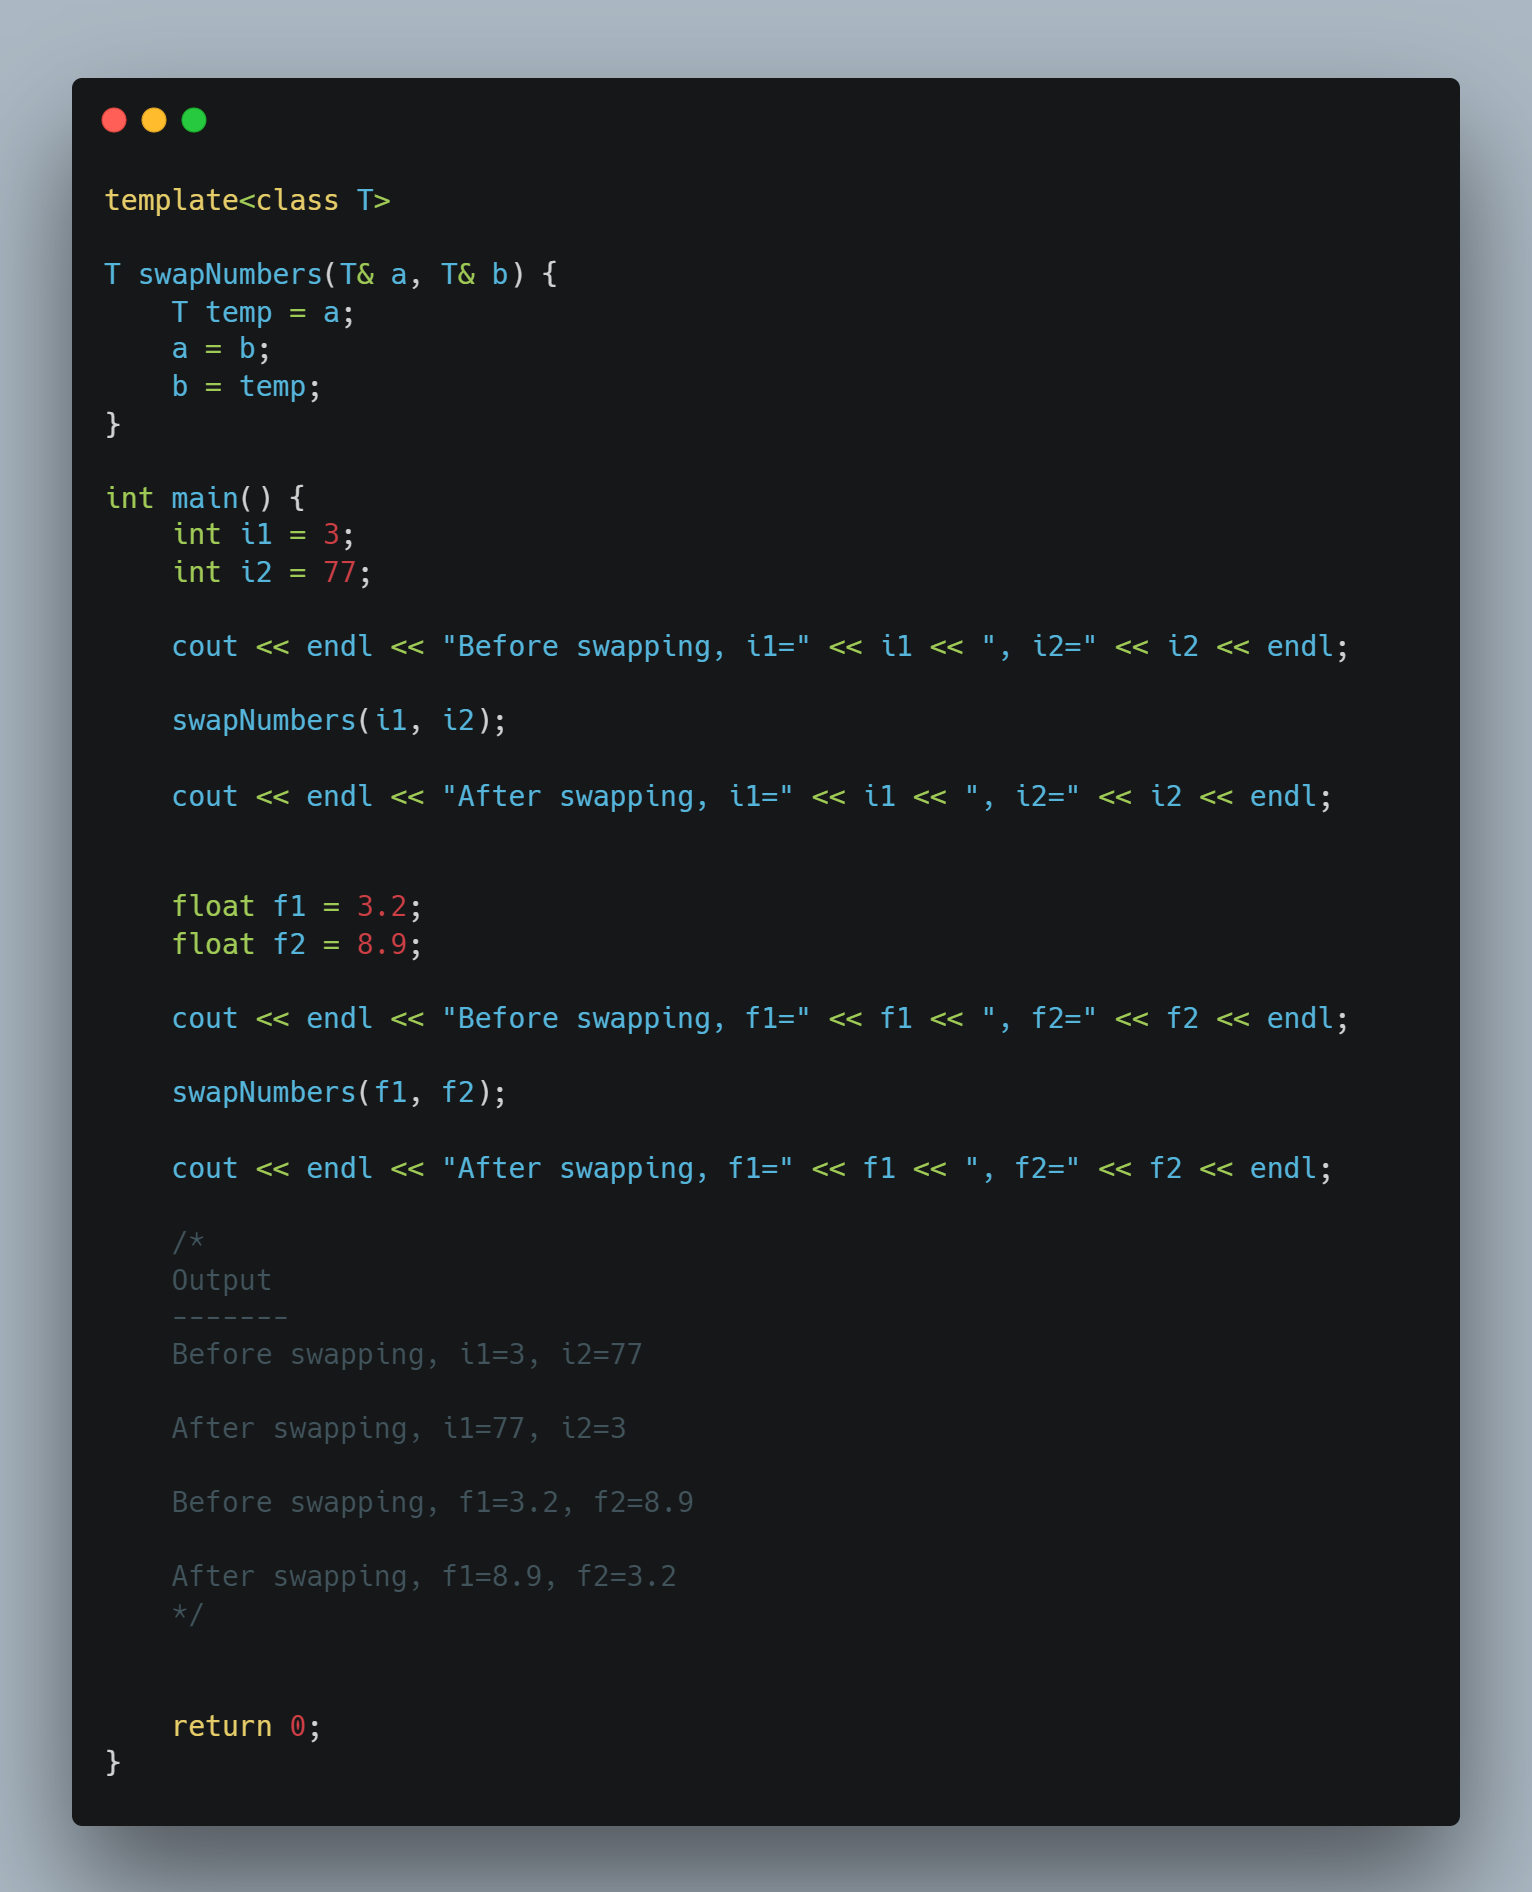 template<class T>

T swapNumbers(T& a, T& b) {
    T temp = a;
    a = b;
    b = temp;
}

int main() {
    int i1 = 3;
    int i2 = 77;

    cout << endl << "Before swapping, i1=" << i1 << ", i2=" << i2 << endl;

    swapNumbers(i1, i2);

    cout << endl << "After swapping, i1=" << i1 << ", i2=" << i2 << endl;


    float f1 = 3.2;
    float f2 = 8.9;

    cout << endl << "Before swapping, f1=" << f1 << ", f2=" << f2 << endl;

    swapNumbers(f1, f2);

    cout << endl << "After swapping, f1=" << f1 << ", f2=" << f2 << endl;

    /*
    Output
    -------
    Before swapping, i1=3, i2=77

    After swapping, i1=77, i2=3

    Before swapping, f1=3.2, f2=8.9

    After swapping, f1=8.9, f2=3.2
    */


    return 0;
}